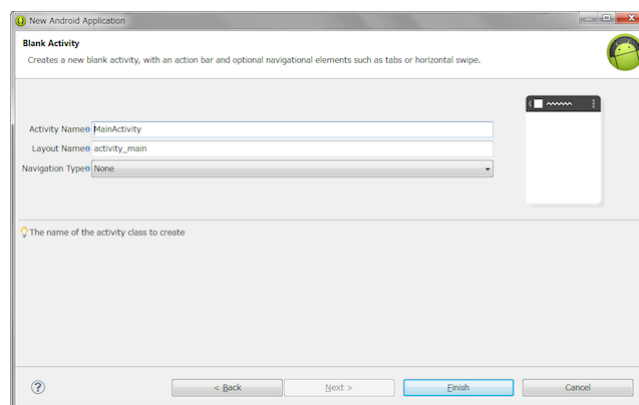 New Android Application
Blank Activity
Creates a new blank activity, with an action bar and optional navigational elements such as tabs or horizontal swipe.
Activity Name MainActivity
Layout Name activity_main
Navigation Type None
The name of the activity class to create
? < Back Next > Finish Cancel